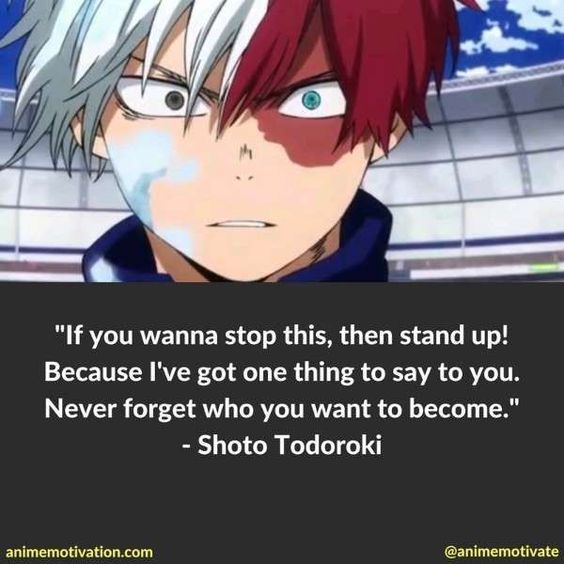 "If you wanna stop this, then stand up!
Because I've got one thing to say to you.
Never forget who you want to become."
- Shoto Todoroki
animemotivation.com
@animemotivate